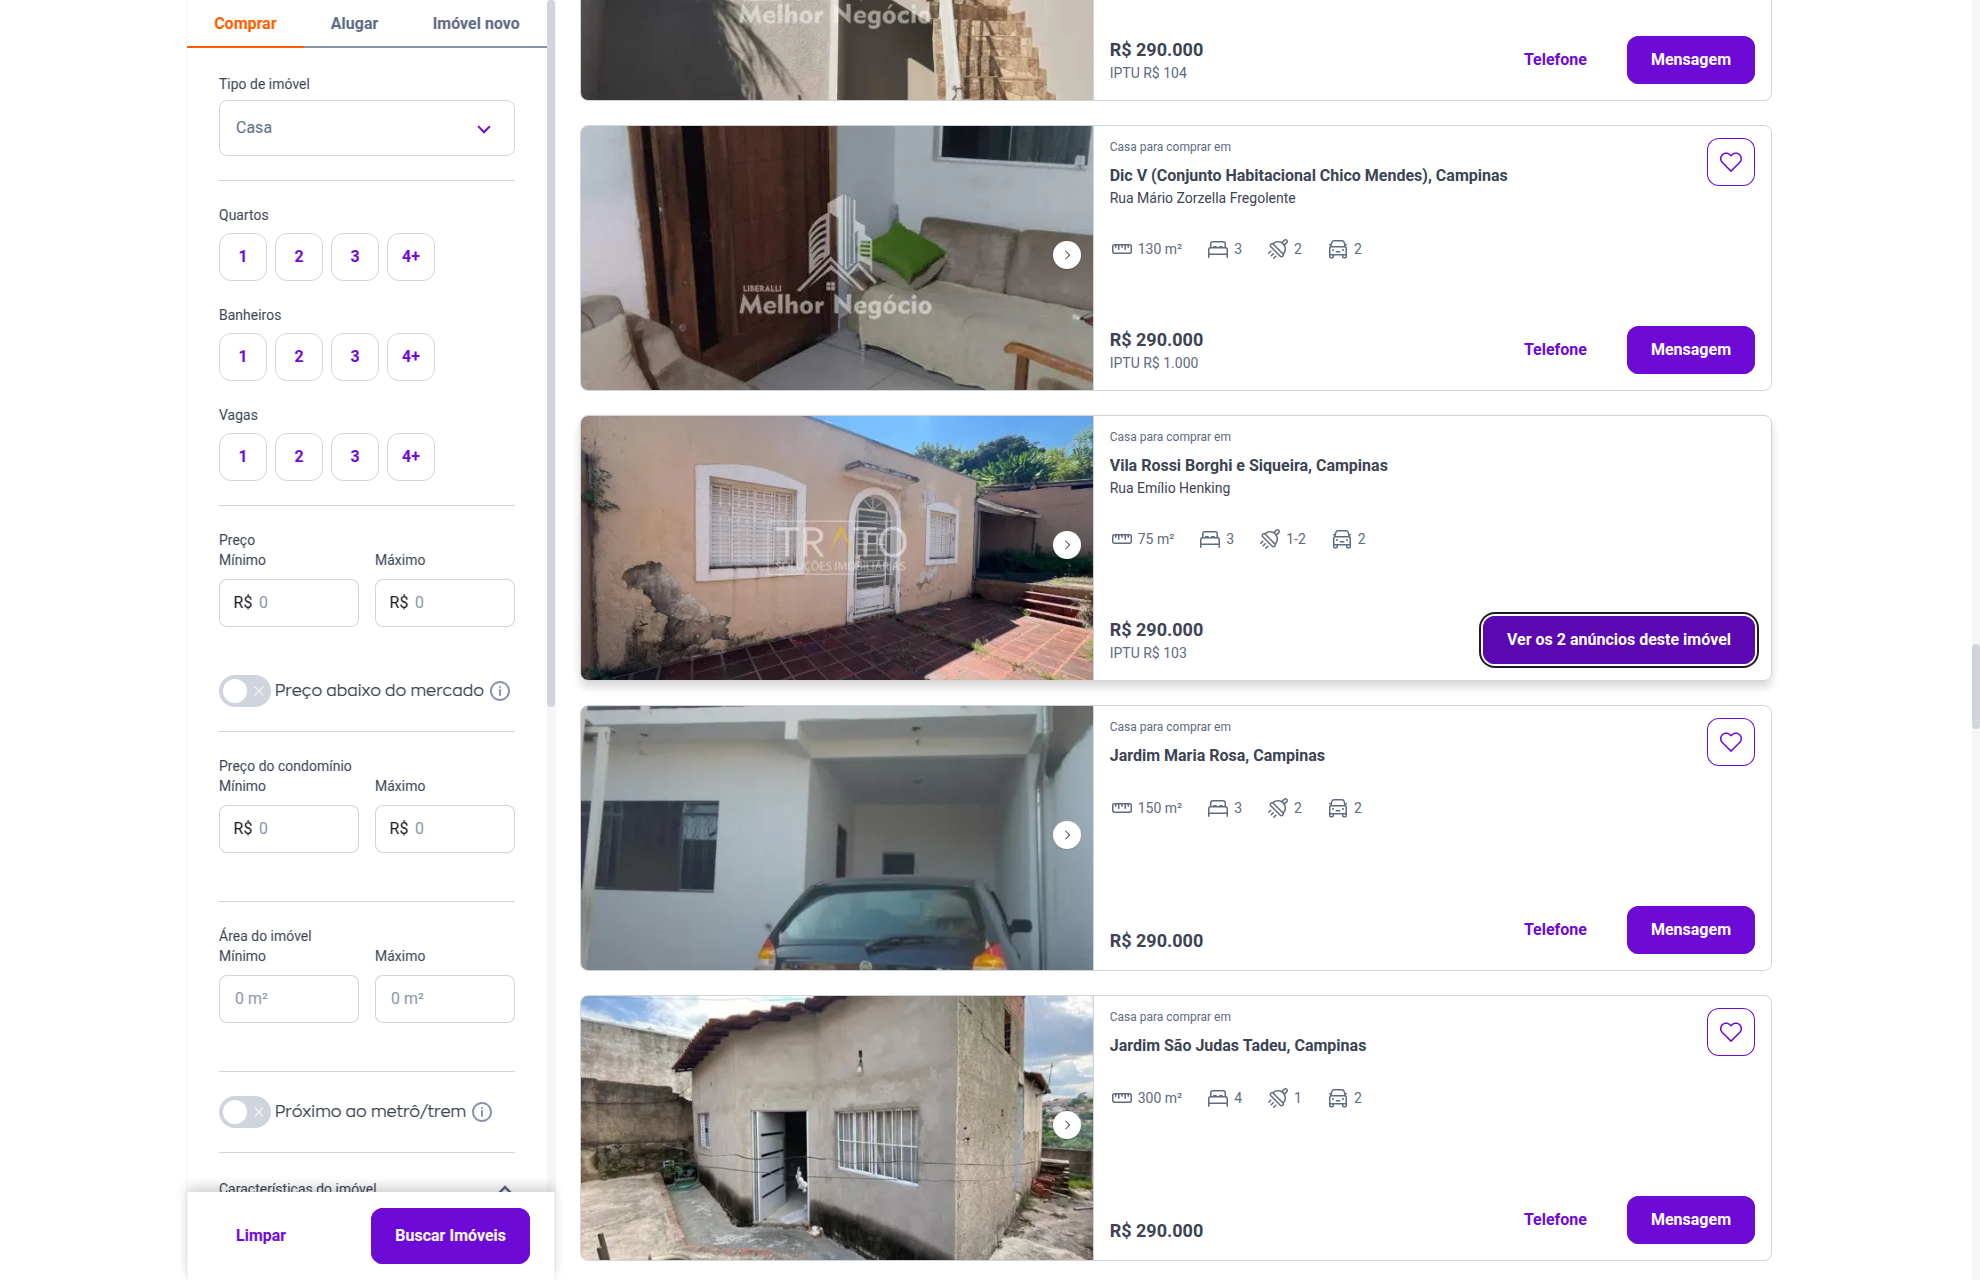 Comprar
Alugar
Imóvel novo
Tipo de imóvel
Casa
Quartos
1
2
3
4+
Banheiros
1
2
3
4+
Vagas
1
2
3
4+
Preço
Mínimo
Máximo
R$ 0
R$ 0
Preço abaixo do mercado
Preço do condomínio
Mínimo
Máximo
R$ 0
R$ 0
Área do imóvel
Mínimo
Máximo
0 m²
0 m²
Próximo ao metrô/trem
Características do imóvel
Limpar
Buscar Imóveis
Melhor Negócio
R$ 290.000
IPTU R$ 104
Telefone
Mensagem
LIBERALLI
Melhor Negócio
Casa para comprar em
Dic V (Conjunto Habitacional Chico Mendes), Campinas
Rua Mário Zorzella Fregolente
130 m²
3
2
2
R$ 290.000
IPTU R$ 1.000
Telefone
Mensagem
TRATO
SOLUÇÕES IMOBILIÁRIAS
Casa para comprar em
Vila Rossi Borghi e Siqueira, Campinas
Rua Emílio Henking
75 m²
3
1-2
2
R$ 290.000
IPTU R$ 103
Ver os 2 anúncios deste imóvel
Casa para comprar em
Jardim Maria Rosa, Campinas
150 m²
3
2
2
R$ 290.000
Telefone
Mensagem
Casa para comprar em
Jardim São Judas Tadeu, Campinas
300 m²
4
1
2
R$ 290.000
Telefone
Mensagem